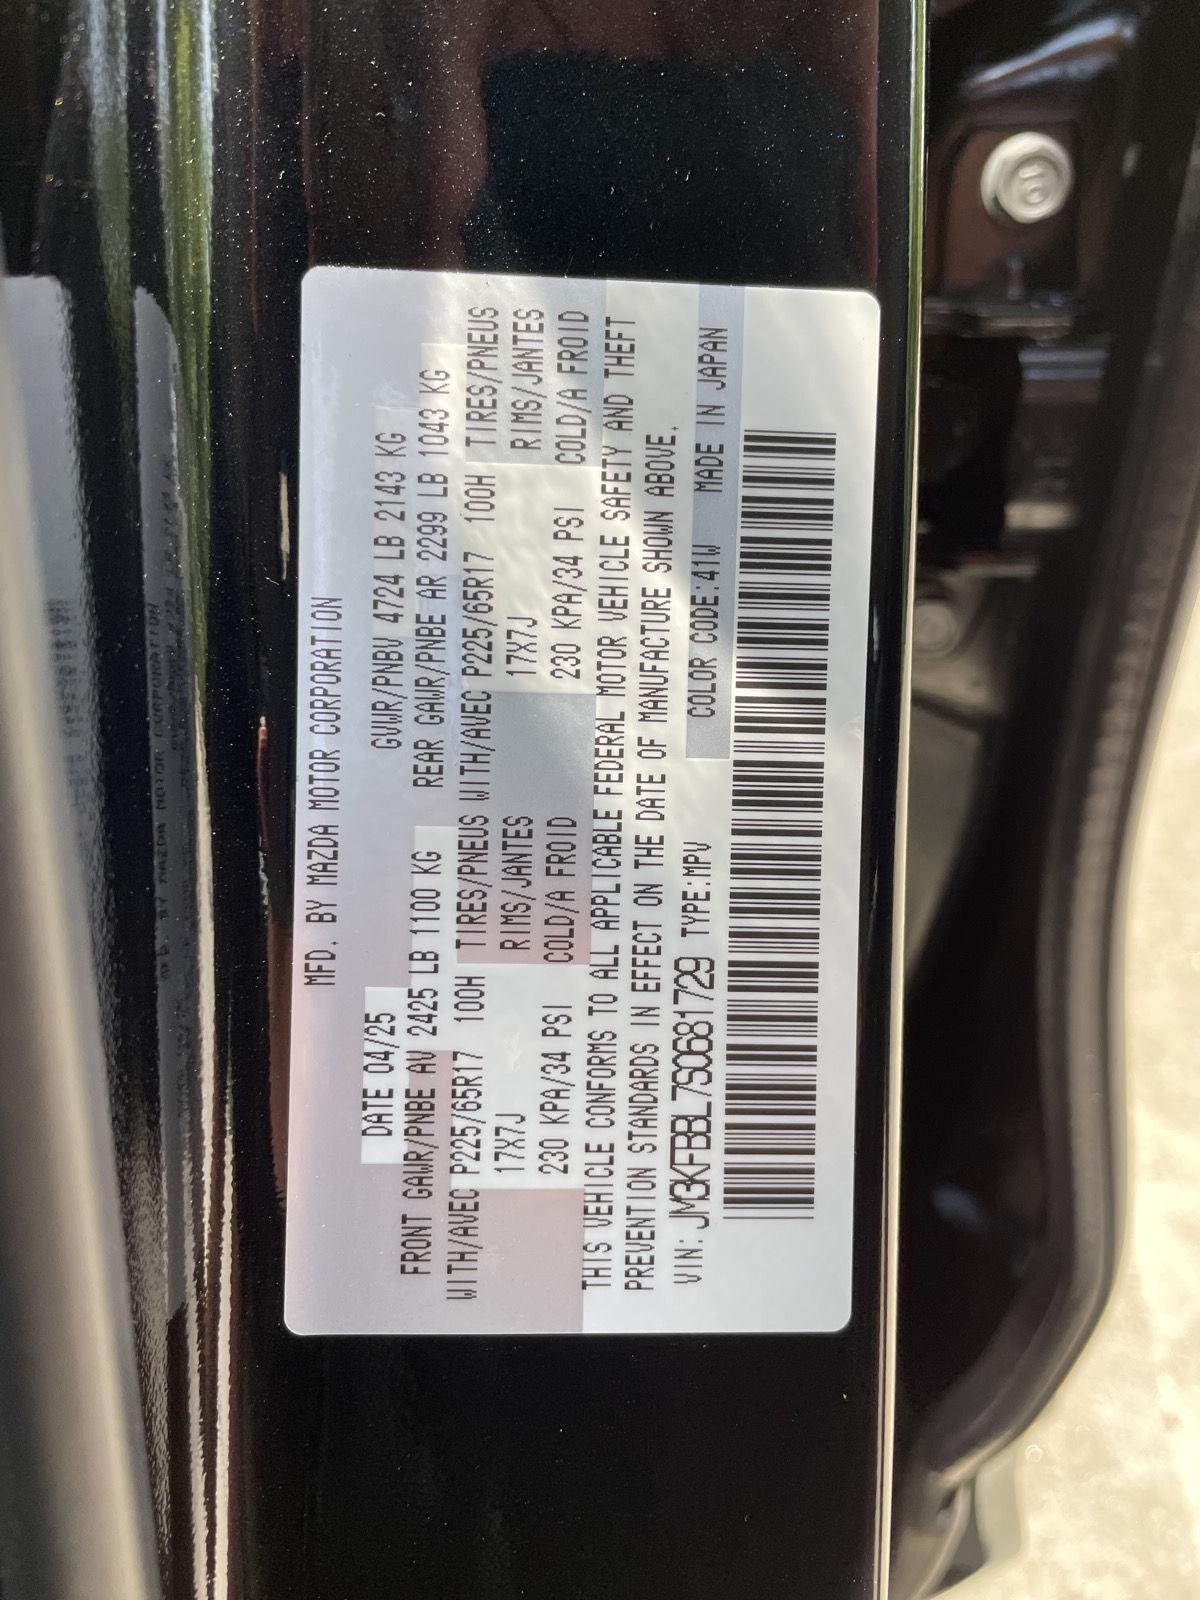 MFD. BY MAZDA MOTOR CORPORATION
DATE 04/25 GVWR/PNBV 4724 LB 2143 KG
FRONT GAWR/PNBE AV 2425 LB 1100 KG REAR GAWR/PNBE AR 2299 LB 1043 KG
WITH/AVEC P225/65R17 100H TIRES/PNEUS WITH/AVEC P225/65R17 100H TIRES/PNEUS
17X7J RIMS/JANTES 17X7J RIMS/JANTES
230 KPA/34 PSI COLD/A FROID 230 KPA/34 PSI COLD/A FROID
THIS VEHICLE CONFORMS TO ALL APPLICABLE FEDERAL MOTOR VEHICLE SAFETY AND THEFT
PREVENTION STANDARDS IN EFFECT ON THE DATE OF MANUFACTURE SHOWN ABOVE.
VIN: JM3KFBBL7S0681729 TYPE:MPV COLOR CODE:41W MADE IN JAPAN
10